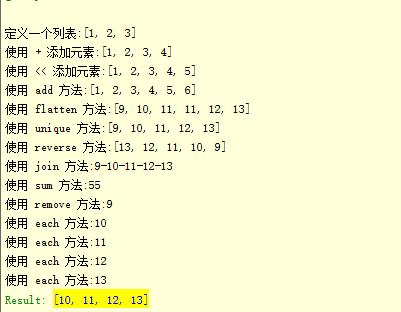 定义一个列表:[1, 2, 3]
使用 + 添加元素:[1, 2, 3, 4]
使用 << 添加元素:[1, 2, 3, 4, 5]
使用 add 方法:[1, 2, 3, 4, 5, 6]
使用 flatten 方法:[9, 10, 11, 11, 12, 13]
使用 unique 方法:[9, 10, 11, 12, 13]
使用 reverse 方法:[13, 12, 11, 10, 9]
使用 join 方法:9-10-11-12-13
使用 sum 方法:55
使用 remove 方法:9
使用 each 方法:10
使用 each 方法:11
使用 each 方法:12
使用 each 方法:13
Result: [10, 11, 12, 13]